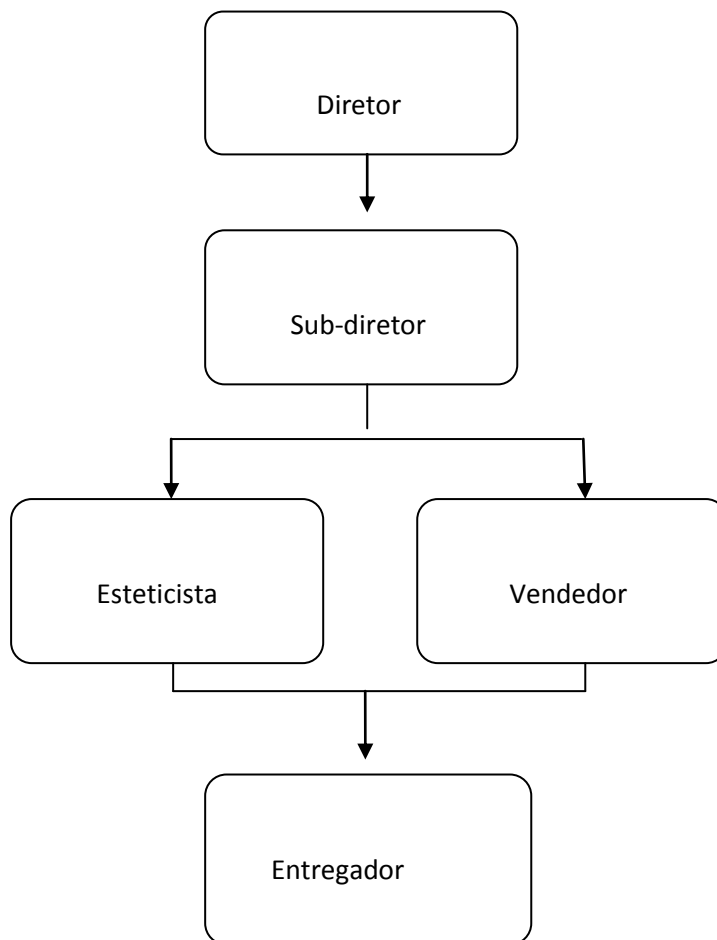 Diretor
Sub-diretor
Esteticista
Vendedor
Entregador